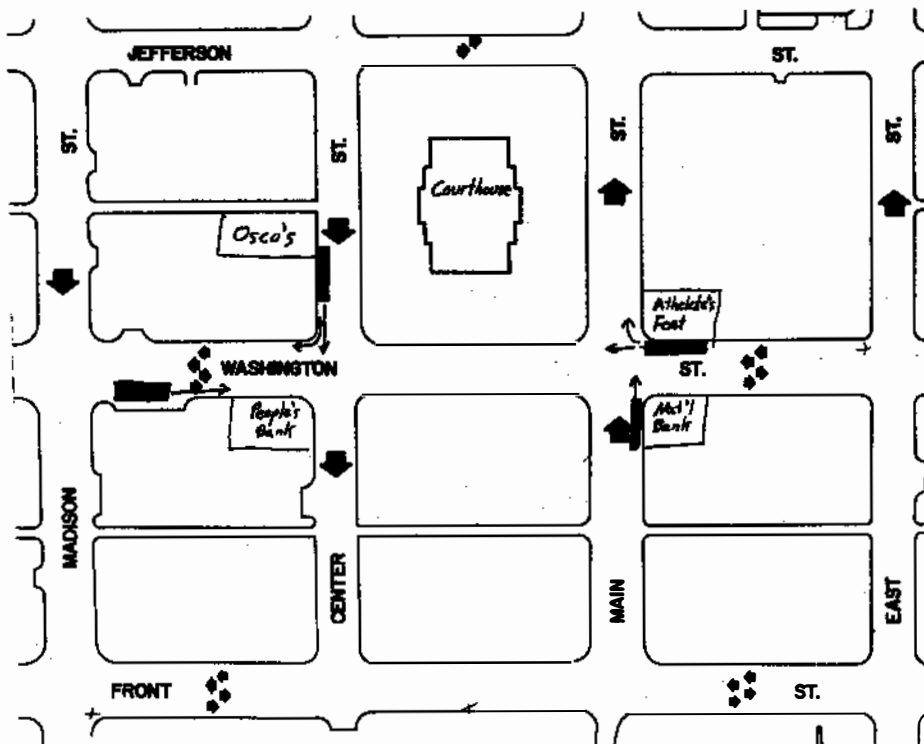 JEFFERSON ST.
ST.
ST.
ST.
ST.
Courthouse
Osco's
Athelete's
Foot
WASHINGTON ST.
People's
Bank
Nat'l
Bank
MADISON
CENTER
MAIN
EAST
FRONT ST.